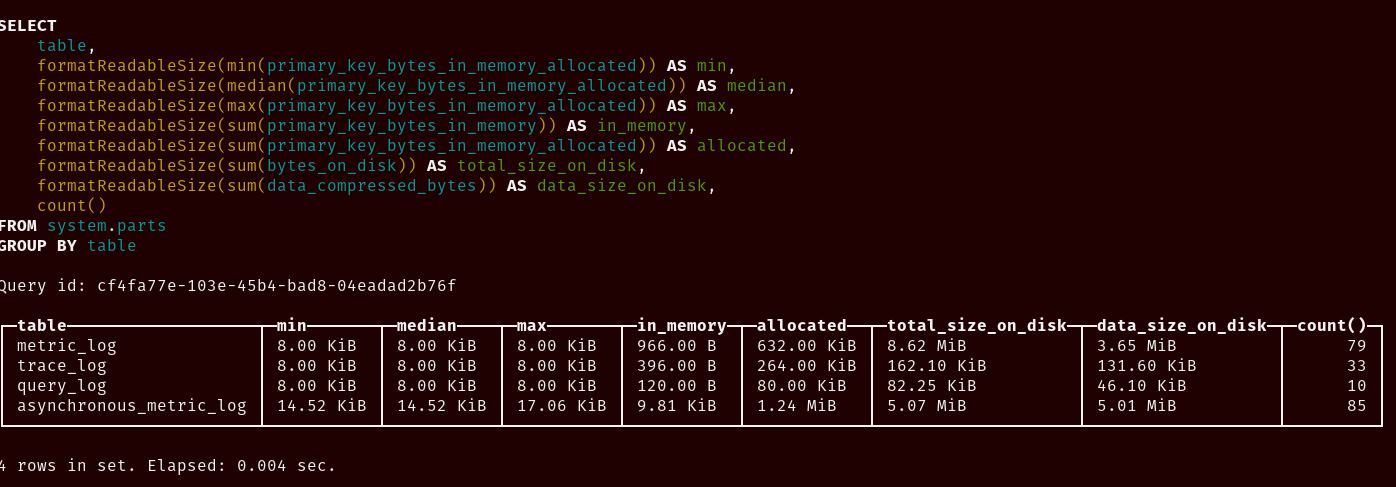 SELECT
    table,
    formatReadableSize(min(primary_key_bytes_in_memory_allocated)) AS min,
    formatReadableSize(median(primary_key_bytes_in_memory_allocated)) AS median,
    formatReadableSize(max(primary_key_bytes_in_memory_allocated)) AS max,
    formatReadableSize(sum(primary_key_bytes_in_memory)) AS in_memory,
    formatReadableSize(sum(primary_key_bytes_in_memory_allocated)) AS allocated,
    formatReadableSize(sum(bytes_on_disk)) AS total_size_on_disk,
    formatReadableSize(sum(data_compressed_bytes)) AS data_size_on_disk,
    count()
FROM system.parts
GROUP BY table
Query id: cf4fa77e-103e-45b4-bad8-04eadad2b76f
table min median max in_memory allocated total_size_on_disk data_size_on_disk count()
metric_log 8.00 KiB 8.00 KiB 8.00 KiB 966.00 B 632.00 KiB 8.62 MiB 3.65 MiB 79
trace_log 8.00 KiB 8.00 KiB 8.00 KiB 396.00 B 264.00 KiB 162.10 KiB 131.60 KiB 33
query_log 8.00 KiB 8.00 KiB 8.00 KiB 120.00 B 80.00 KiB 82.25 KiB 46.10 KiB 10
asynchronous_metric_log 14.52 KiB 14.52 KiB 17.06 KiB 9.81 KiB 1.24 MiB 5.07 MiB 5.01 MiB 85
4 rows in set. Elapsed: 0.004 sec.